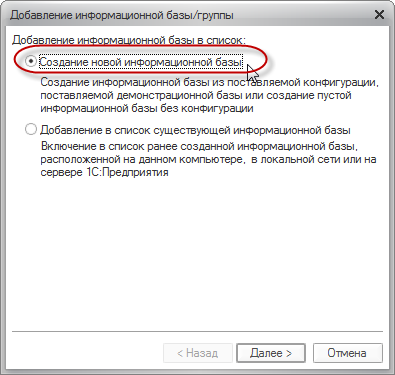 Добавление информационной базы/группы
Добавление информационной базы в список:
Создание новой информационной базы
Создание информационной базы из поставляемой конфигурации,
поставляемой демонстрационной базы или создание пустой
информационной базы без конфигурации
Добавление в список существующей информационной базы
Включение в список ранее созданной информационной базы,
расположенной на данном компьютере, в локальной сети или на
сервере 1С:Предприятия
< Назад
Далее >
Отмена